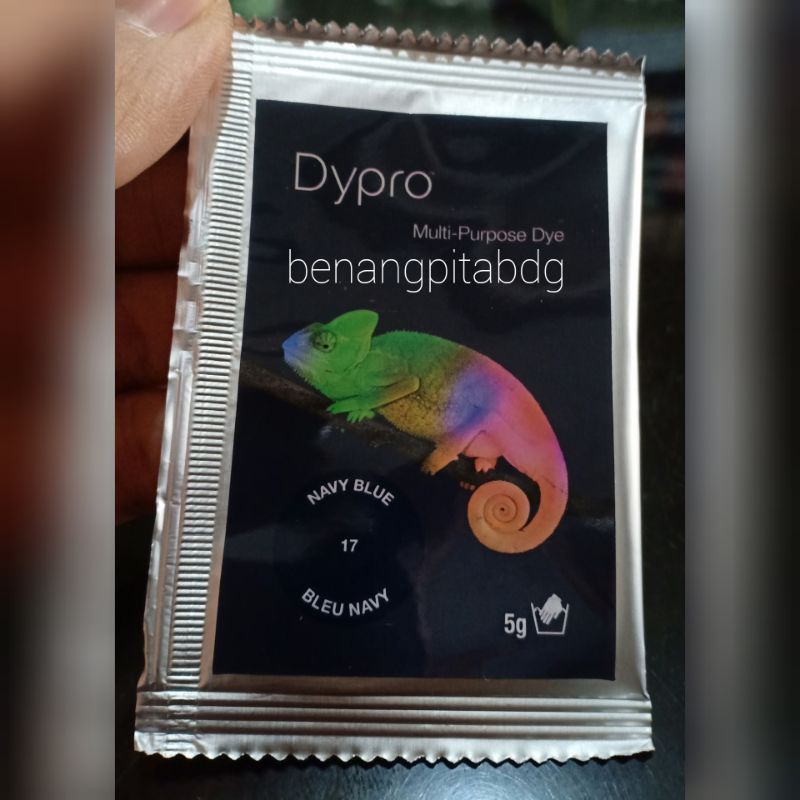 Dypro
Multi-Purpose Dye
benangpitabdg
NAVY BLUE
17
BLEU NAVY
5g